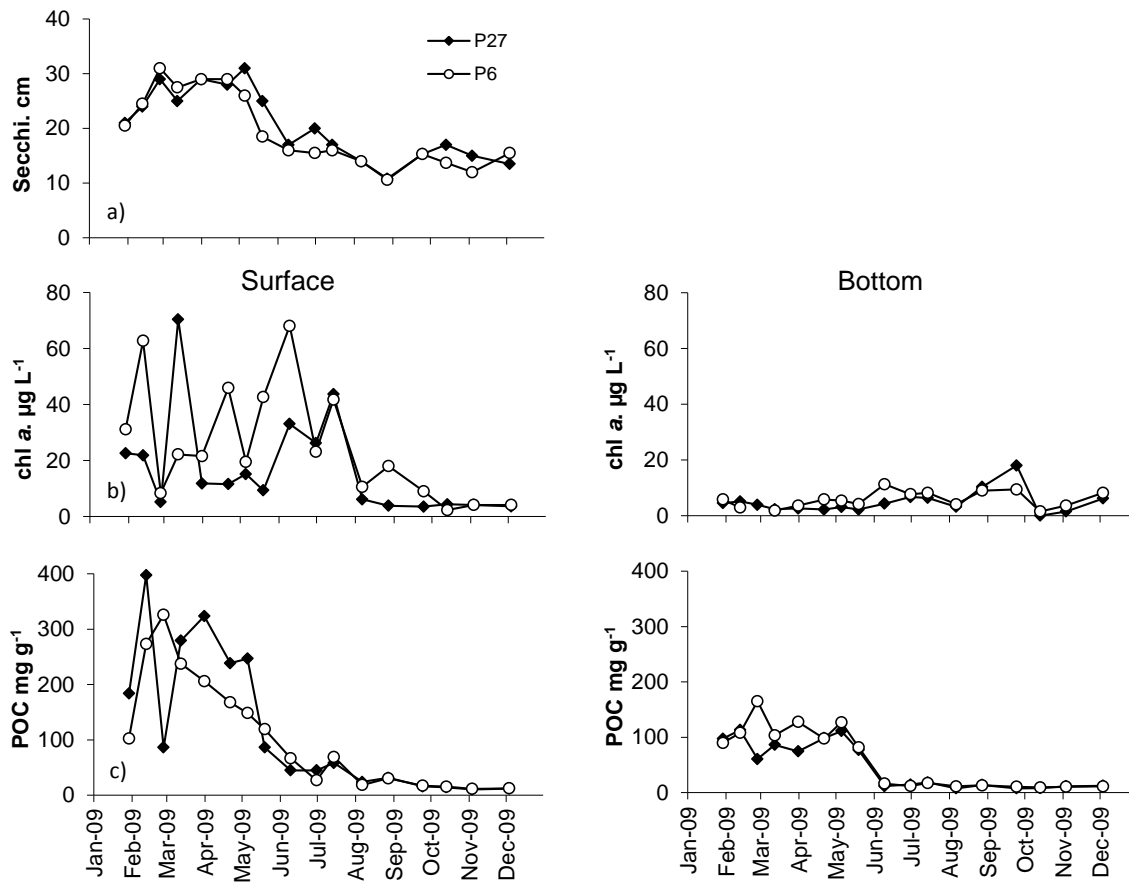 40
30
20
10
0
Secchi. cm
a)
P27
P6
Surface
80
60
40
20
0
chl a. µg L-1
b)
Bottom
80
60
40
20
0
chl a. µg L-1
400
300
200
100
0
POC mg g-1
c)
Jan-09
Feb-09
Mar-09
Apr-09
May-09
Jun-09
Jul-09
Aug-09
Sep-09
Oct-09
Nov-09
Dec-09
400
300
200
100
0
POC mg g-1
Jan-09
Feb-09
Mar-09
Apr-09
May-09
Jun-09
Jul-09
Aug-09
Sep-09
Oct-09
Nov-09
Dec-09